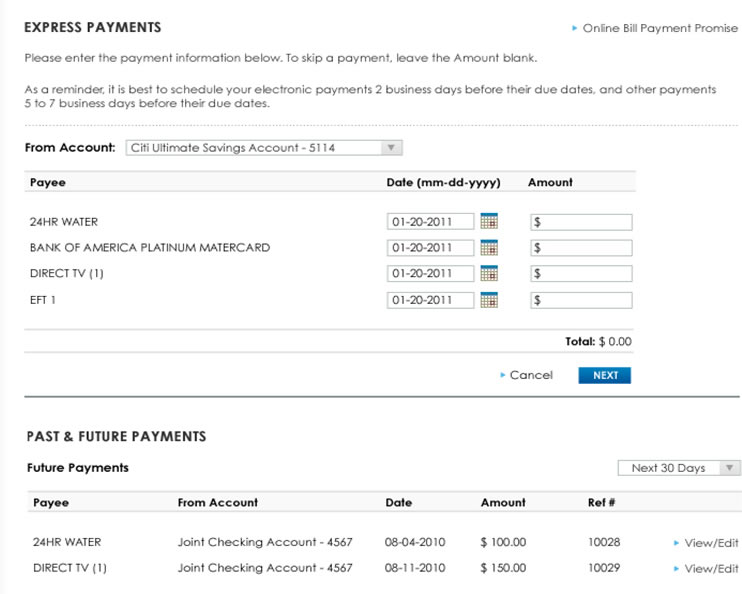 EXPRESS PAYMENTS
Online Bill Payment Promise
Please enter the payment information below. To skip a payment, leave the Amount blank.
As a reminder, it is best to schedule your electronic payments 2 business days before their due dates, and other payments
5 to 7 business days before their due dates.
From Account: Citi Ultimate Savings Account - 5114
Payee Date (mm-dd-yyyy) Amount
24HR WATER 01-20-2011 $
BANK OF AMERICA PLATINUM MATERCARD 01-20-2011 $
DIRECT TV (1) 01-20-2011 $
EFT 1 01-20-2011 $
Total: $ 0.00
Cancel NEXT
PAST & FUTURE PAYMENTS
Future Payments Next 30 Days
Payee From Account Date Amount Ref #
24HR WATER Joint Checking Account - 4567 08-04-2010 $ 100.00 10028 View/Edit
DIRECT TV (1) Joint Checking Account - 4567 08-11-2010 $ 150.00 10029 View/Edit